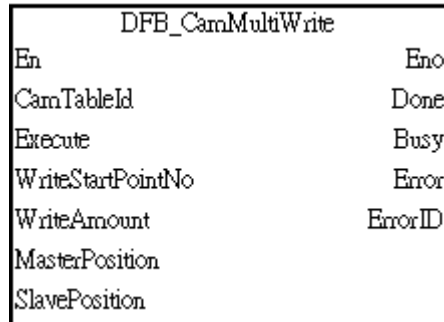 DFB_CamMultiWrite
En Eno
CamTableId Done
Execute Busy
WriteStartPointNo Error
WriteAmount ErrorID
MasterPosition
SlavePosition